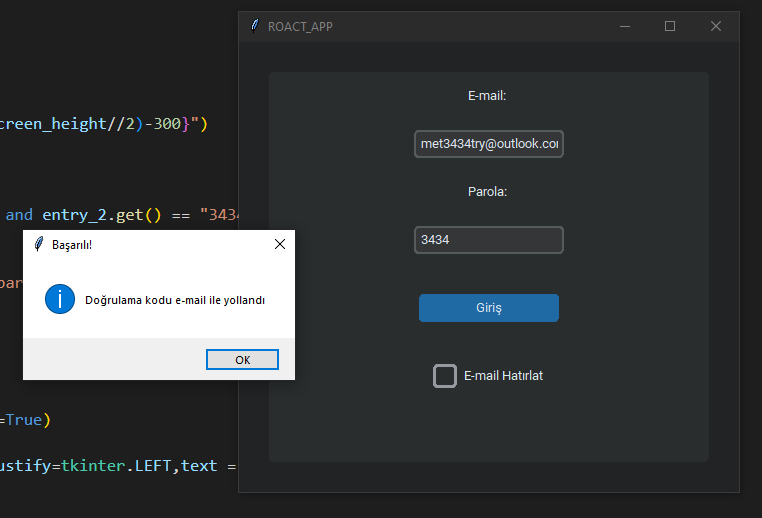 ROACT_APP
E-mail:
creen_height//2)-300}")
met3434try@outlook.co
Parola:
and entry_2.get() == "3434
3434
Başarılı!
par
Doğrulama kodu e-mail ile yollandı
Giriş
OK
E-mail Hatırlat
=True)
ustify=tkinter.LEFT,text =